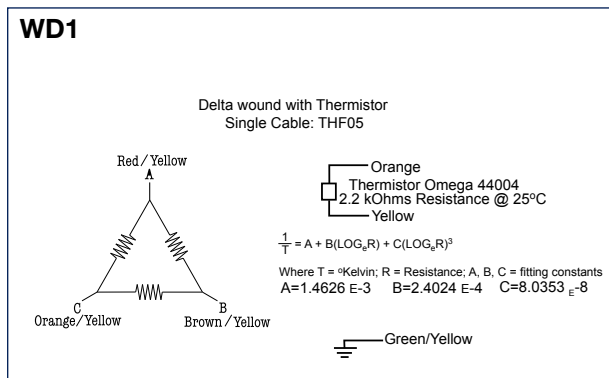 WD1
Delta wound with Thermistor
Single Cable: THF05
Red/Yellow
A
C
Orange/Yellow
B
Brown/Yellow
Orange
Thermistor Omega 44004
2.2 kOhms Resistance @ 25ºC
Yellow
1/T = A + B(LOGₑR) + C(LOGₑR)³
Where T = ºKelvin; R = Resistance; A, B, C = fitting constants
A=1.4626 E-3 B=2.4024 E-4 C=8.0353 E-8
Green/Yellow